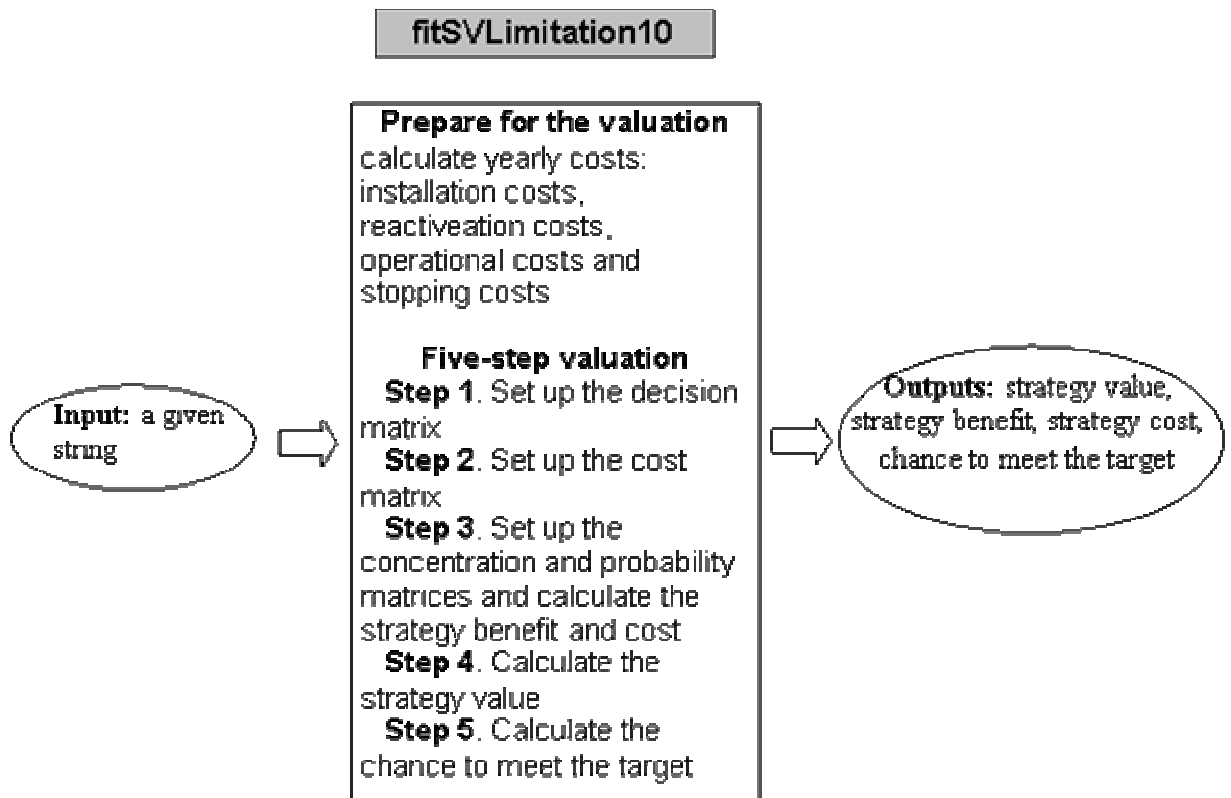 fitSVLimitation10
Prepare for the valuation
calculate yearly costs:
installation costs,
reactiveation costs,
operational costs and
stopping costs
Five-step valuation
Step 1. Set up the decision
matrix
Step 2. Set up the cost
matrix
Step 3. Set up the
concentration and probability
matrices and calculate the
strategy benefit and cost
Step 4. Calculate the
strategy value
Step 5. Calculate the
chance to meet the target
Input: a given
string
Outputs: strategy value,
strategy benefit, strategy cost,
chance to meet the target